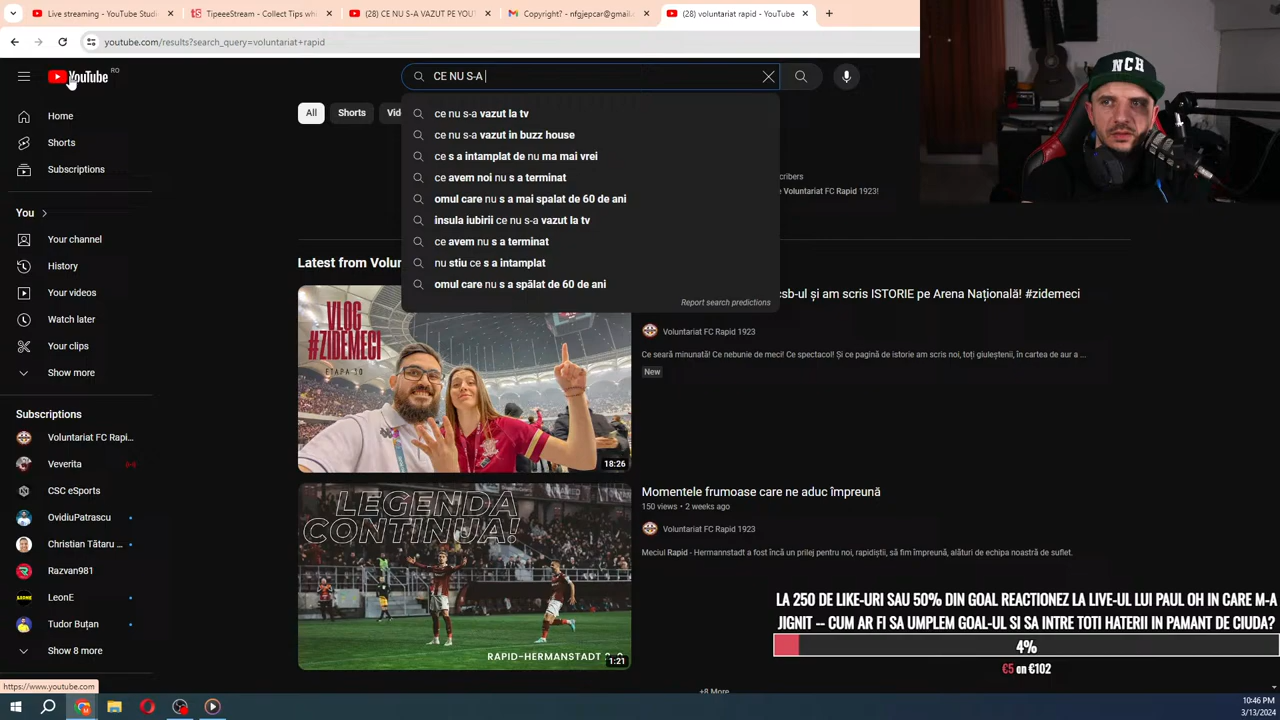 (28) Live streaming - YouTube Studi
TipeeeStream - Collect Tips wh
(28) CE NU S-A VAZUT PE YOU
Copyright? - nfgjepcar@gmail.
(28) voluntariat rapid - YouTube
youtube.com/results?search_query=voluntariat+rapid
YouTube RO
CE NU S-A
Home
Shorts
Subscriptions
You
Your channel
History
Your videos
Watch later
Your clips
Show more
Subscriptions
Voluntariat FC Rapi...
Veverita
CSC eSports
OvidiuPatrascu
Christian Tătaru ...
Razvan981
LeonE
Tudor Buțan
Show 8 more
https://www.youtube.com
All
Shorts
Vid
ce nu s-a vazut la tv
ce nu s-a vazut in buzz house
ce s a intamplat de nu ma mai vrei
ce avem noi nu s a terminat
omul care nu s a mai spalat de 60 de ani
insula iubirii ce nu s-a vazut la tv
ce avem nu s a terminat
nu stiu ce s a intamplat
omul care nu s a spălat de 60 de ani
Report search predictions
cribers
Voluntariat FC Rapid 1923!
Latest from Volun
VLOG
#ZIDEMECI
ETAPA 30
18:26
csb-ul și am scris ISTORIE pe Arena Națională! #zidemeci
Voluntariat FC Rapid 1923
Ce seară minunată! Ce nebunie de meci! Ce spectacol! Și ce pagină de istorie am scris noi, toți giuleștenii, în cartea de aur a ...
New
LEGENDA
CONTINUA!
RAPID-HERMANSTADT
1:21
Momentele frumoase care ne aduc împreună
150 views • 2 weeks ago
Voluntariat FC Rapid 1923
Meciul Rapid - Hermannstadt a fost încă un prilej pentru noi, rapidiștii, să fim împreună, alături de echipa noastră de suflet.
+8 More
NCH
LA 250 DE LIKE-URI SAU 50% DIN GOAL REACTIONEZ LA LIVE-UL LUI PAUL OH IN CARE M-A
JIGNIT -- CUM AR FI SA UMPLEM GOAL-UL SI SA INTRE TOTI HATERII IN PAMANT DE CIUDA?
4%
€5 on €102
10:46 PM
3/13/2024